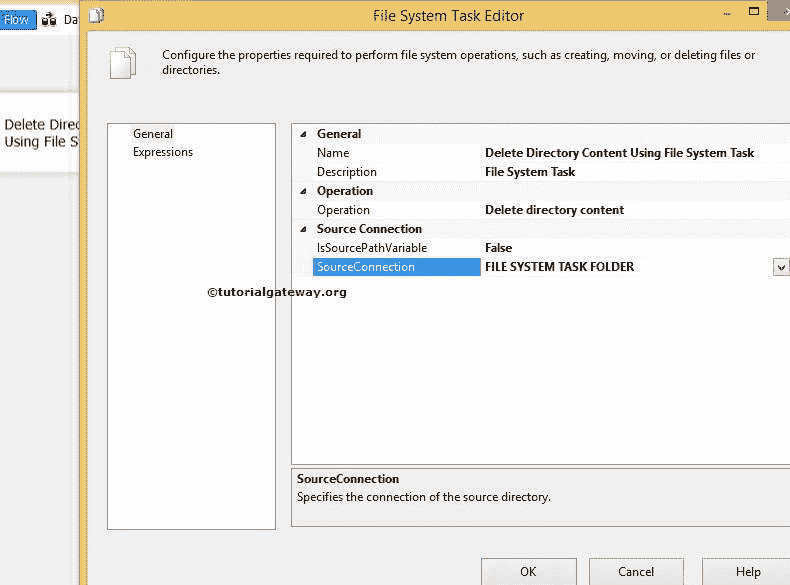 Flow
Da
File System Task Editor
Configure the properties required to perform file system operations, such as creating, moving, or deleting files or
directories.
Delete Direc
Using File S
General
Expressions
General
Name Delete Directory Content Using File System Task
Description File System Task
Operation
Operation Delete directory content
Source Connection
IsSourcePathVariable False
SourceConnection FILE SYSTEM TASK FOLDER
©tutorialgateway.org
SourceConnection
Specifies the connection of the source directory.
OK Cancel Help